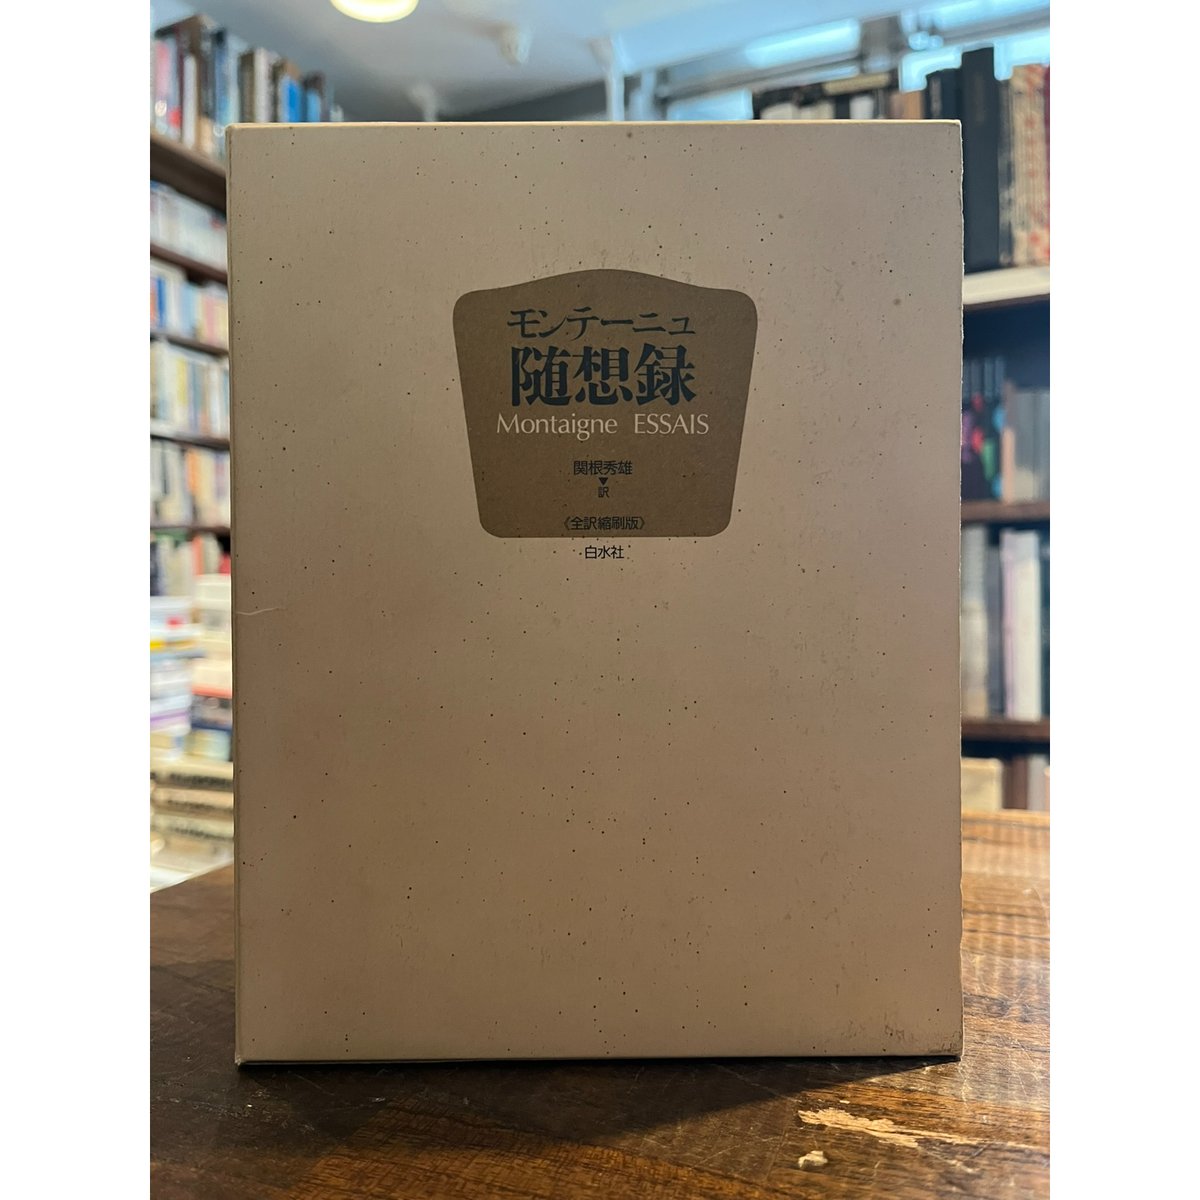 モンテーニュ
随想録
Montaigne ESSAIS
関根秀雄
▼
訳
《全訳縮刷版》
白水社